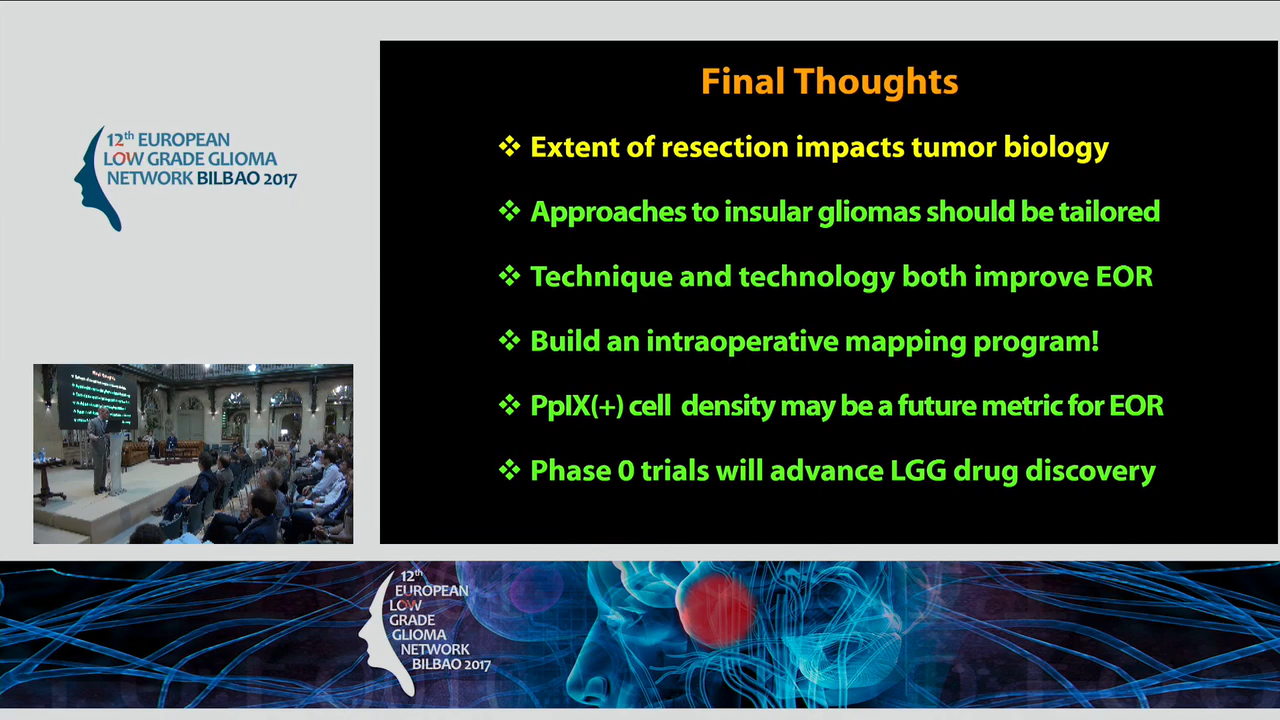 12th EUROPEAN
LOW GRADE GLIOMA
NETWORK BILBAO 2017
Final Thoughts
❖ Extent of resection impacts tumor biology
❖ Approaches to insular gliomas should be tailored
❖ Technique and technology both improve EOR
❖ Build an intraoperative mapping program!
❖ PpIX(+) cell density may be a future metric for EOR
❖ Phase 0 trials will advance LGG drug discovery
12th
EUROPEAN
LOW
GRADE
GLIOMA
NETWORK
BILBAO 2017